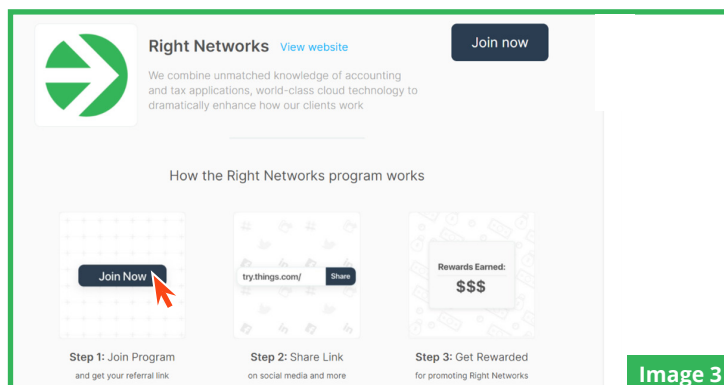 Right Networks View website
Join now
We combine unmatched knowledge of accounting
and tax applications, world-class cloud technology to
dramatically enhance how our clients work
How the Right Networks program works
Join Now
try.things.com/ Share
Rewards Earned:
$$$
Step 1: Join Program
and get your referral link
Step 2: Share Link
on social media and more
Step 3: Get Rewarded
for promoting Right Networks
Image 3